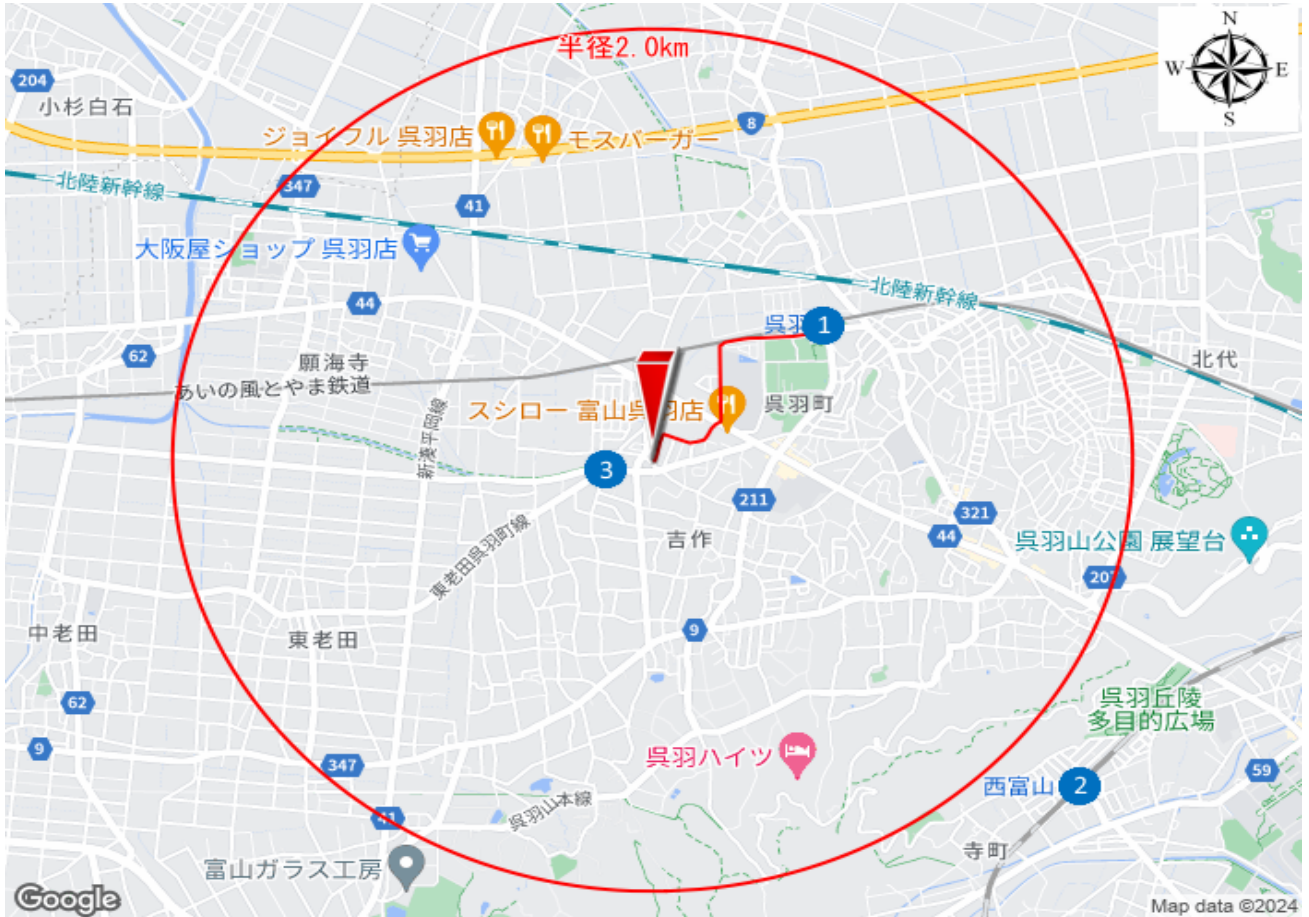 半径2.0km
N
W
E
S
204
小杉白石
ジョイフル 呉羽店
モスバーガー
8
北陸新幹線
347
41
大阪屋ショップ 呉羽店
44
北陸新幹線
呉羽
1
62
願海寺
あいの風とやま鉄道
北代
スシロー 富山呉羽店
呉羽町
新湊平岡線
3
211
吉作
321
44
呉羽山公園 展望台
東老田呉羽町線
207
中老田
東老田
9
62
呉羽丘陵
多目的広場
9
347
呉羽ハイツ
59
西富山
2
41
呉羽山本線
寺町
富山ガラス工房
Google
Map data ©2024